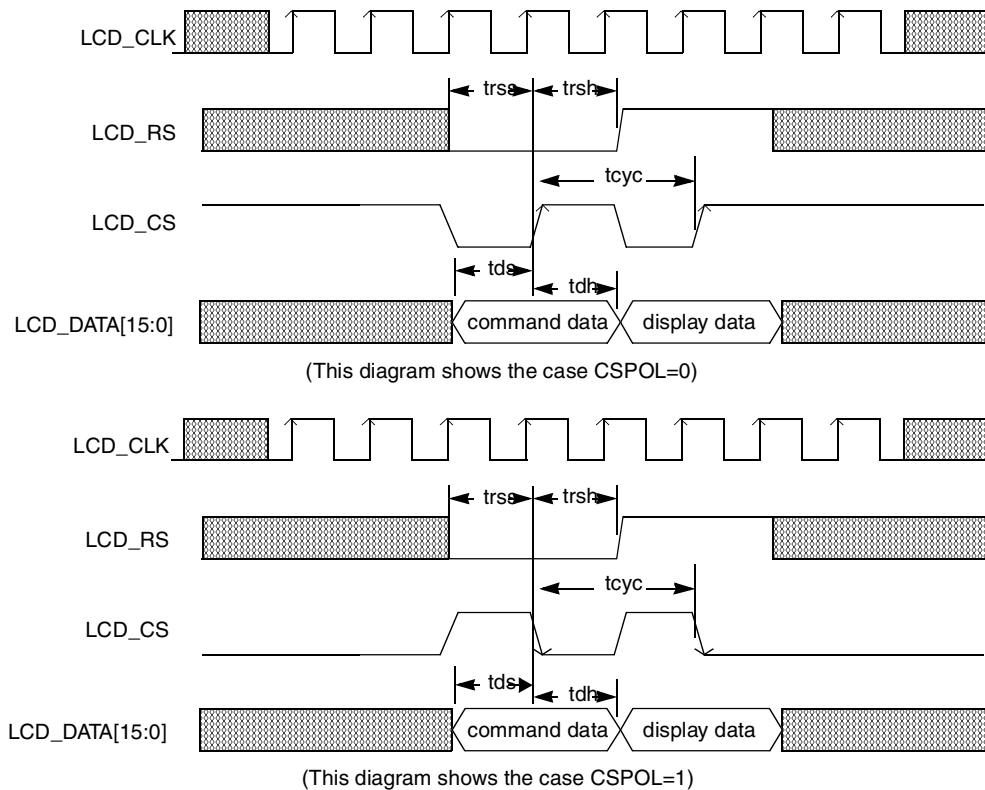 LCD_CLK
trss trsh
LCD_RS
tcyc
LCD_CS
tds
tdh
LCD_DATA[15:0] command data display data
(This diagram shows the case CSPOL=0)
LCD_CLK
trss trsh
LCD_RS
tcyc
LCD_CS
tds
tdh
LCD_DATA[15:0] command data display data
(This diagram shows the case CSPOL=1)